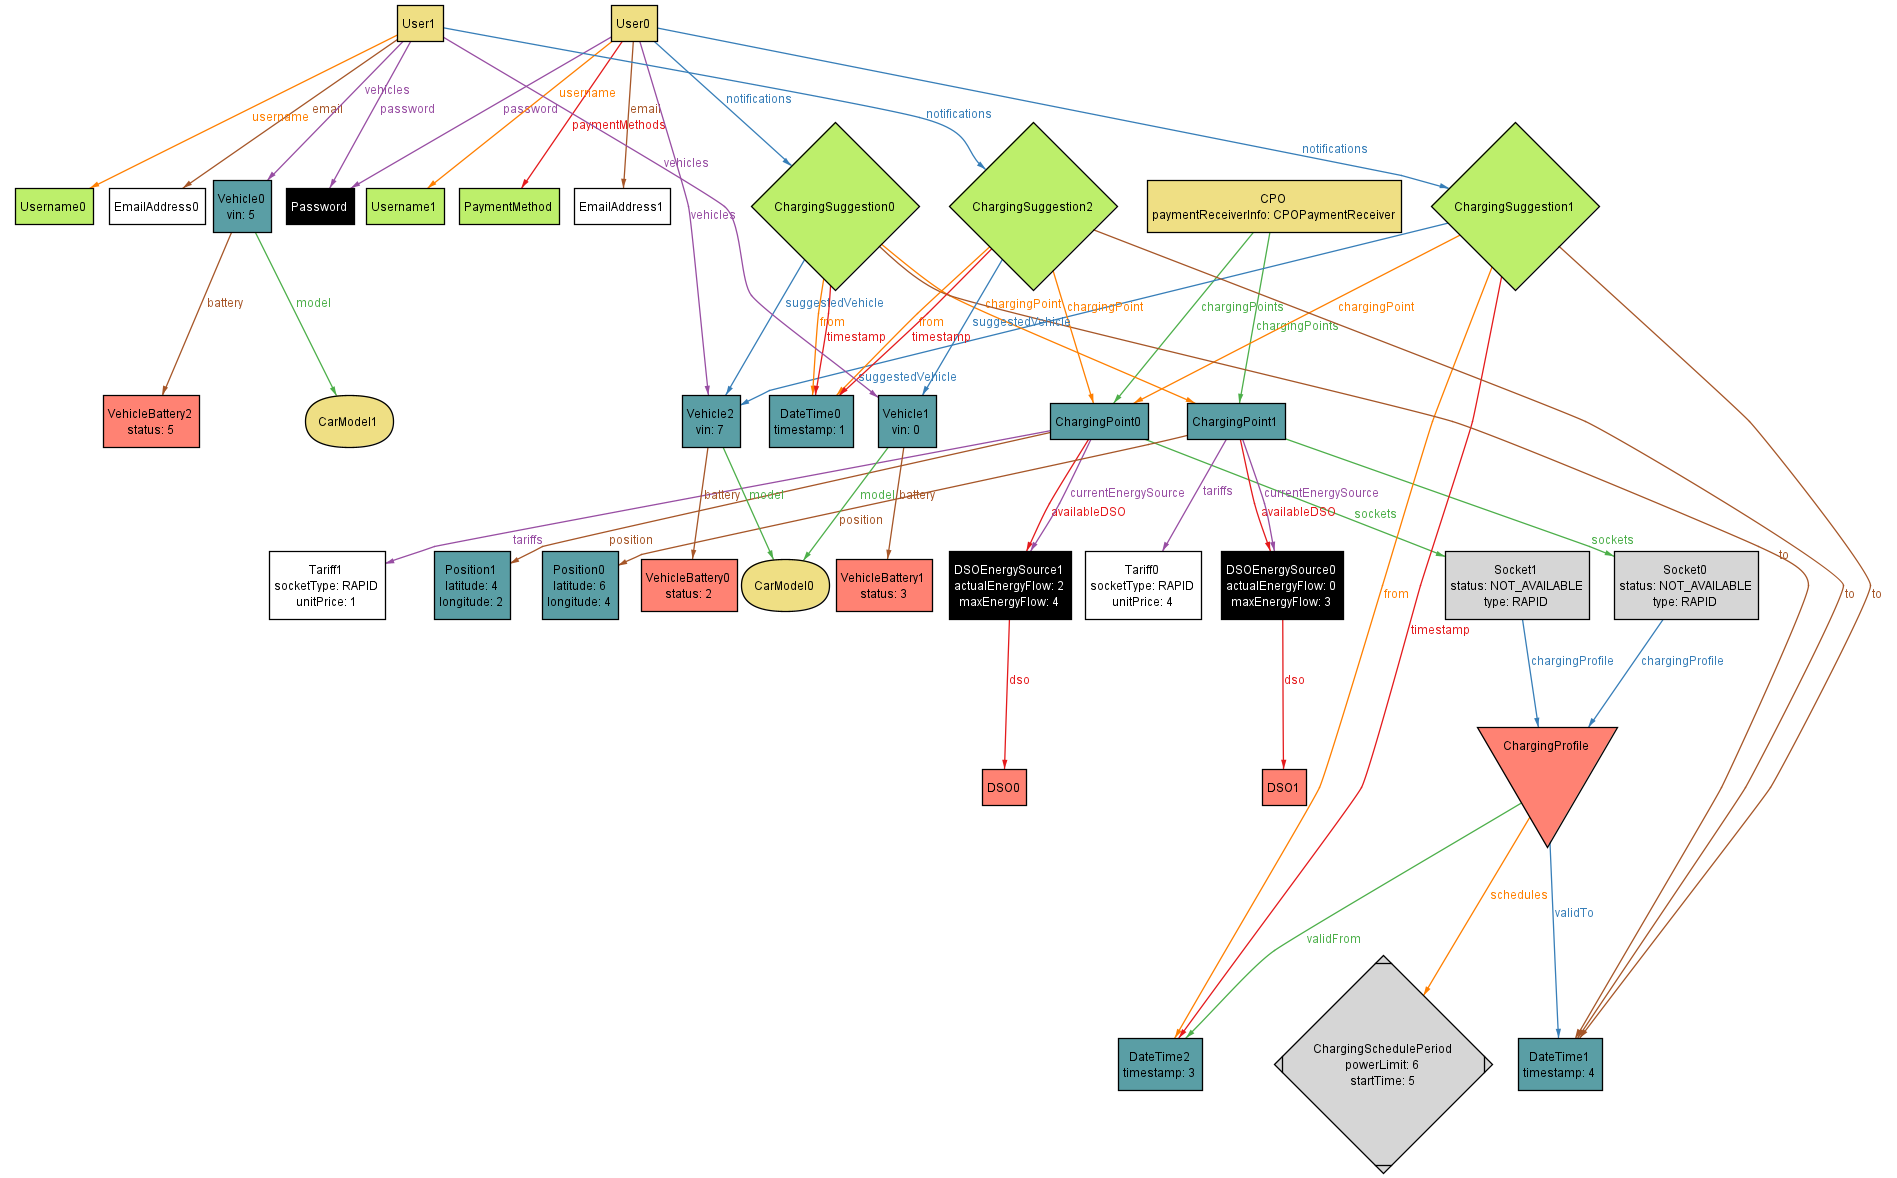 User1
User0
vehicles
username
notifications
email
password
password
email
notifications
username
paymentMethods
notifications
vehicles
vehicles
Username0
EmailAddress0
Vehicle0
vin: 5
Password
Username1
PaymentMethod
EmailAddress1
ChargingSuggestion0
ChargingSuggestion2
CPO
paymentReceiverInfo: CPOPaymentReceiver
ChargingSuggestion1
battery
model
suggestedVehicle
chargingPoint
chargingPoint
chargingPoints
chargingPoint
from
from
suggestedVehicle
chargingPoints
timestamp
timestamp
suggestedVehicle
VehicleBattery2
status: 5
CarModel1
Vehicle2
vin: 7
DateTime0
timestamp: 1
Vehicle1
vin: 0
ChargingPoint0
ChargingPoint1
battery
model
model
battery
currentEnergySource
tariffs
currentEnergySource
availableDSO
availableDSO
sockets
position
tariffs
position
sockets
to
Tariff1
socketType: RAPID
unitPrice: 1
Position1
latitude: 4
longitude: 2
Position0
latitude: 6
longitude: 4
VehicleBattery0
status: 2
CarModel0
VehicleBattery1
status: 3
DSOEnergySource1
actualEnergyFlow: 2
maxEnergyFlow: 4
Tariff0
socketType: RAPID
unitPrice: 4
DSOEnergySource0
actualEnergyFlow: 0
maxEnergyFlow: 3
Socket1
status: NOT_AVAILABLE
type: RAPID
Socket0
status: NOT_AVAILABLE
type: RAPID
from
to
to
timestamp
chargingProfile
chargingProfile
dso
dso
ChargingProfile
DSO0
DSO1
schedules
validTo
validFrom
DateTime2
timestamp: 3
ChargingSchedulePeriod
powerLimit: 6
startTime: 5
DateTime1
timestamp: 4